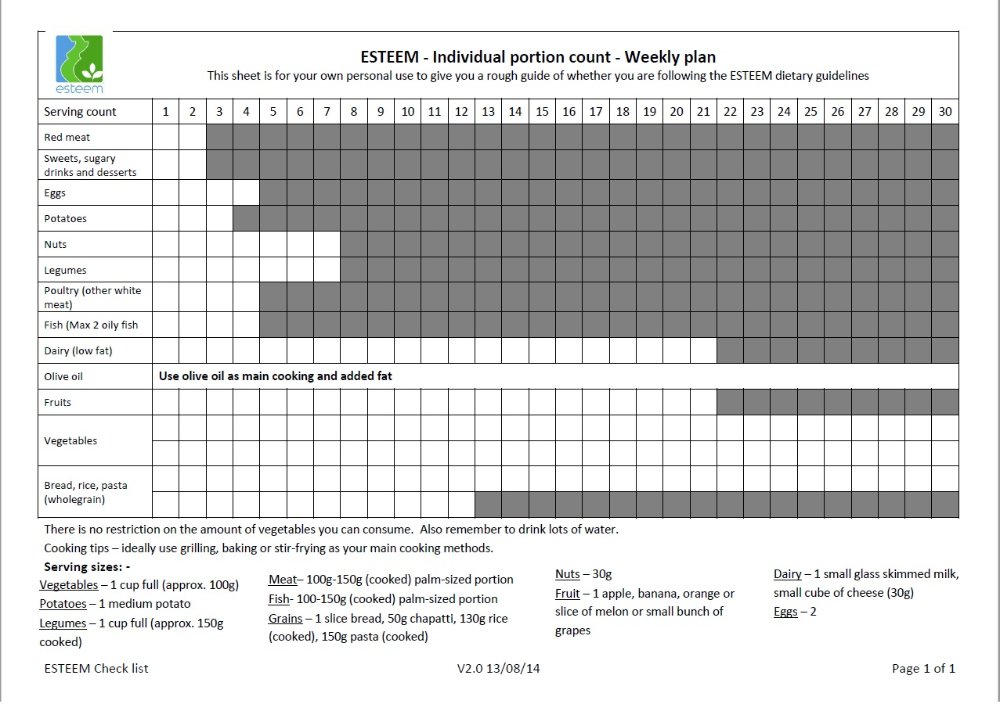 esteem
ESTEEM - Individual portion count - Weekly plan
This sheet is for your own personal use to give you a rough guide of whether you are following the ESTEEM dietary guidelines
Serving count 1 2 3 4 5 6 7 8 9 10 11 12 13 14 15 16 17 18 19 20 21 22 23 24 25 26 27 28 29 30
Red meat
Sweets, sugary
drinks and desserts
Eggs
Potatoes
Nuts
Legumes
Poultry (other white
meat)
Fish (Max 2 oily fish
Dairy (low fat)
Olive oil Use olive oil as main cooking and added fat
Fruits
Vegetables
Bread, rice, pasta
(wholegrain)
There is no restriction on the amount of vegetables you can consume.  Also remember to drink lots of water.
Cooking tips – ideally use grilling, baking or stir-frying as your main cooking methods.
Serving sizes: -
Vegetables – 1 cup full (approx. 100g)
Potatoes – 1 medium potato
Legumes – 1 cup full (approx. 150g
cooked)
Meat– 100g-150g (cooked) palm-sized portion
Fish- 100-150g (cooked) palm-sized portion
Grains – 1 slice bread, 50g chapatti, 130g rice
(cooked), 150g pasta (cooked)
Nuts – 30g
Fruit – 1 apple, banana, orange or
slice of melon or small bunch of
grapes
Dairy – 1 small glass skimmed milk,
small cube of cheese (30g)
Eggs – 2
ESTEEM Check list V2.0 13/08/14 Page 1 of 1